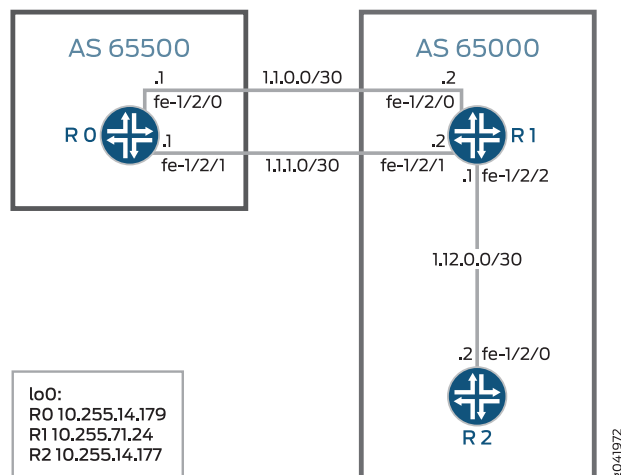 AS 65500
AS 65000
.1
1.1.0.0/30
.2
fe-1/2/0
fe-1/2/0
R 0
R 1
.1
.2
fe-1/2/1
1.1.1.0/30
fe-1/2/1
.1
fe-1/2/2
1.12.0.0/30
.2
fe-1/2/0
R 2
lo0:
R0 10.255.14.179
R1 10.255.71.24
R2 10.255.14.177